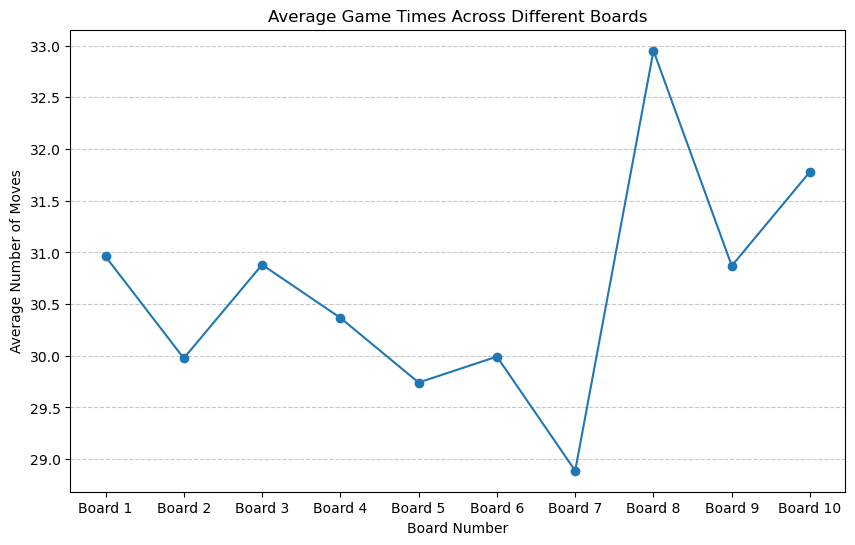 Average Game Times Across Different Boards
Average Number of Moves
33.0
32.5
32.0
31.5
31.0
30.5
30.0
29.5
29.0
Board 1 Board 2 Board 3 Board 4 Board 5 Board 6 Board 7 Board 8 Board 9 Board 10
Board Number